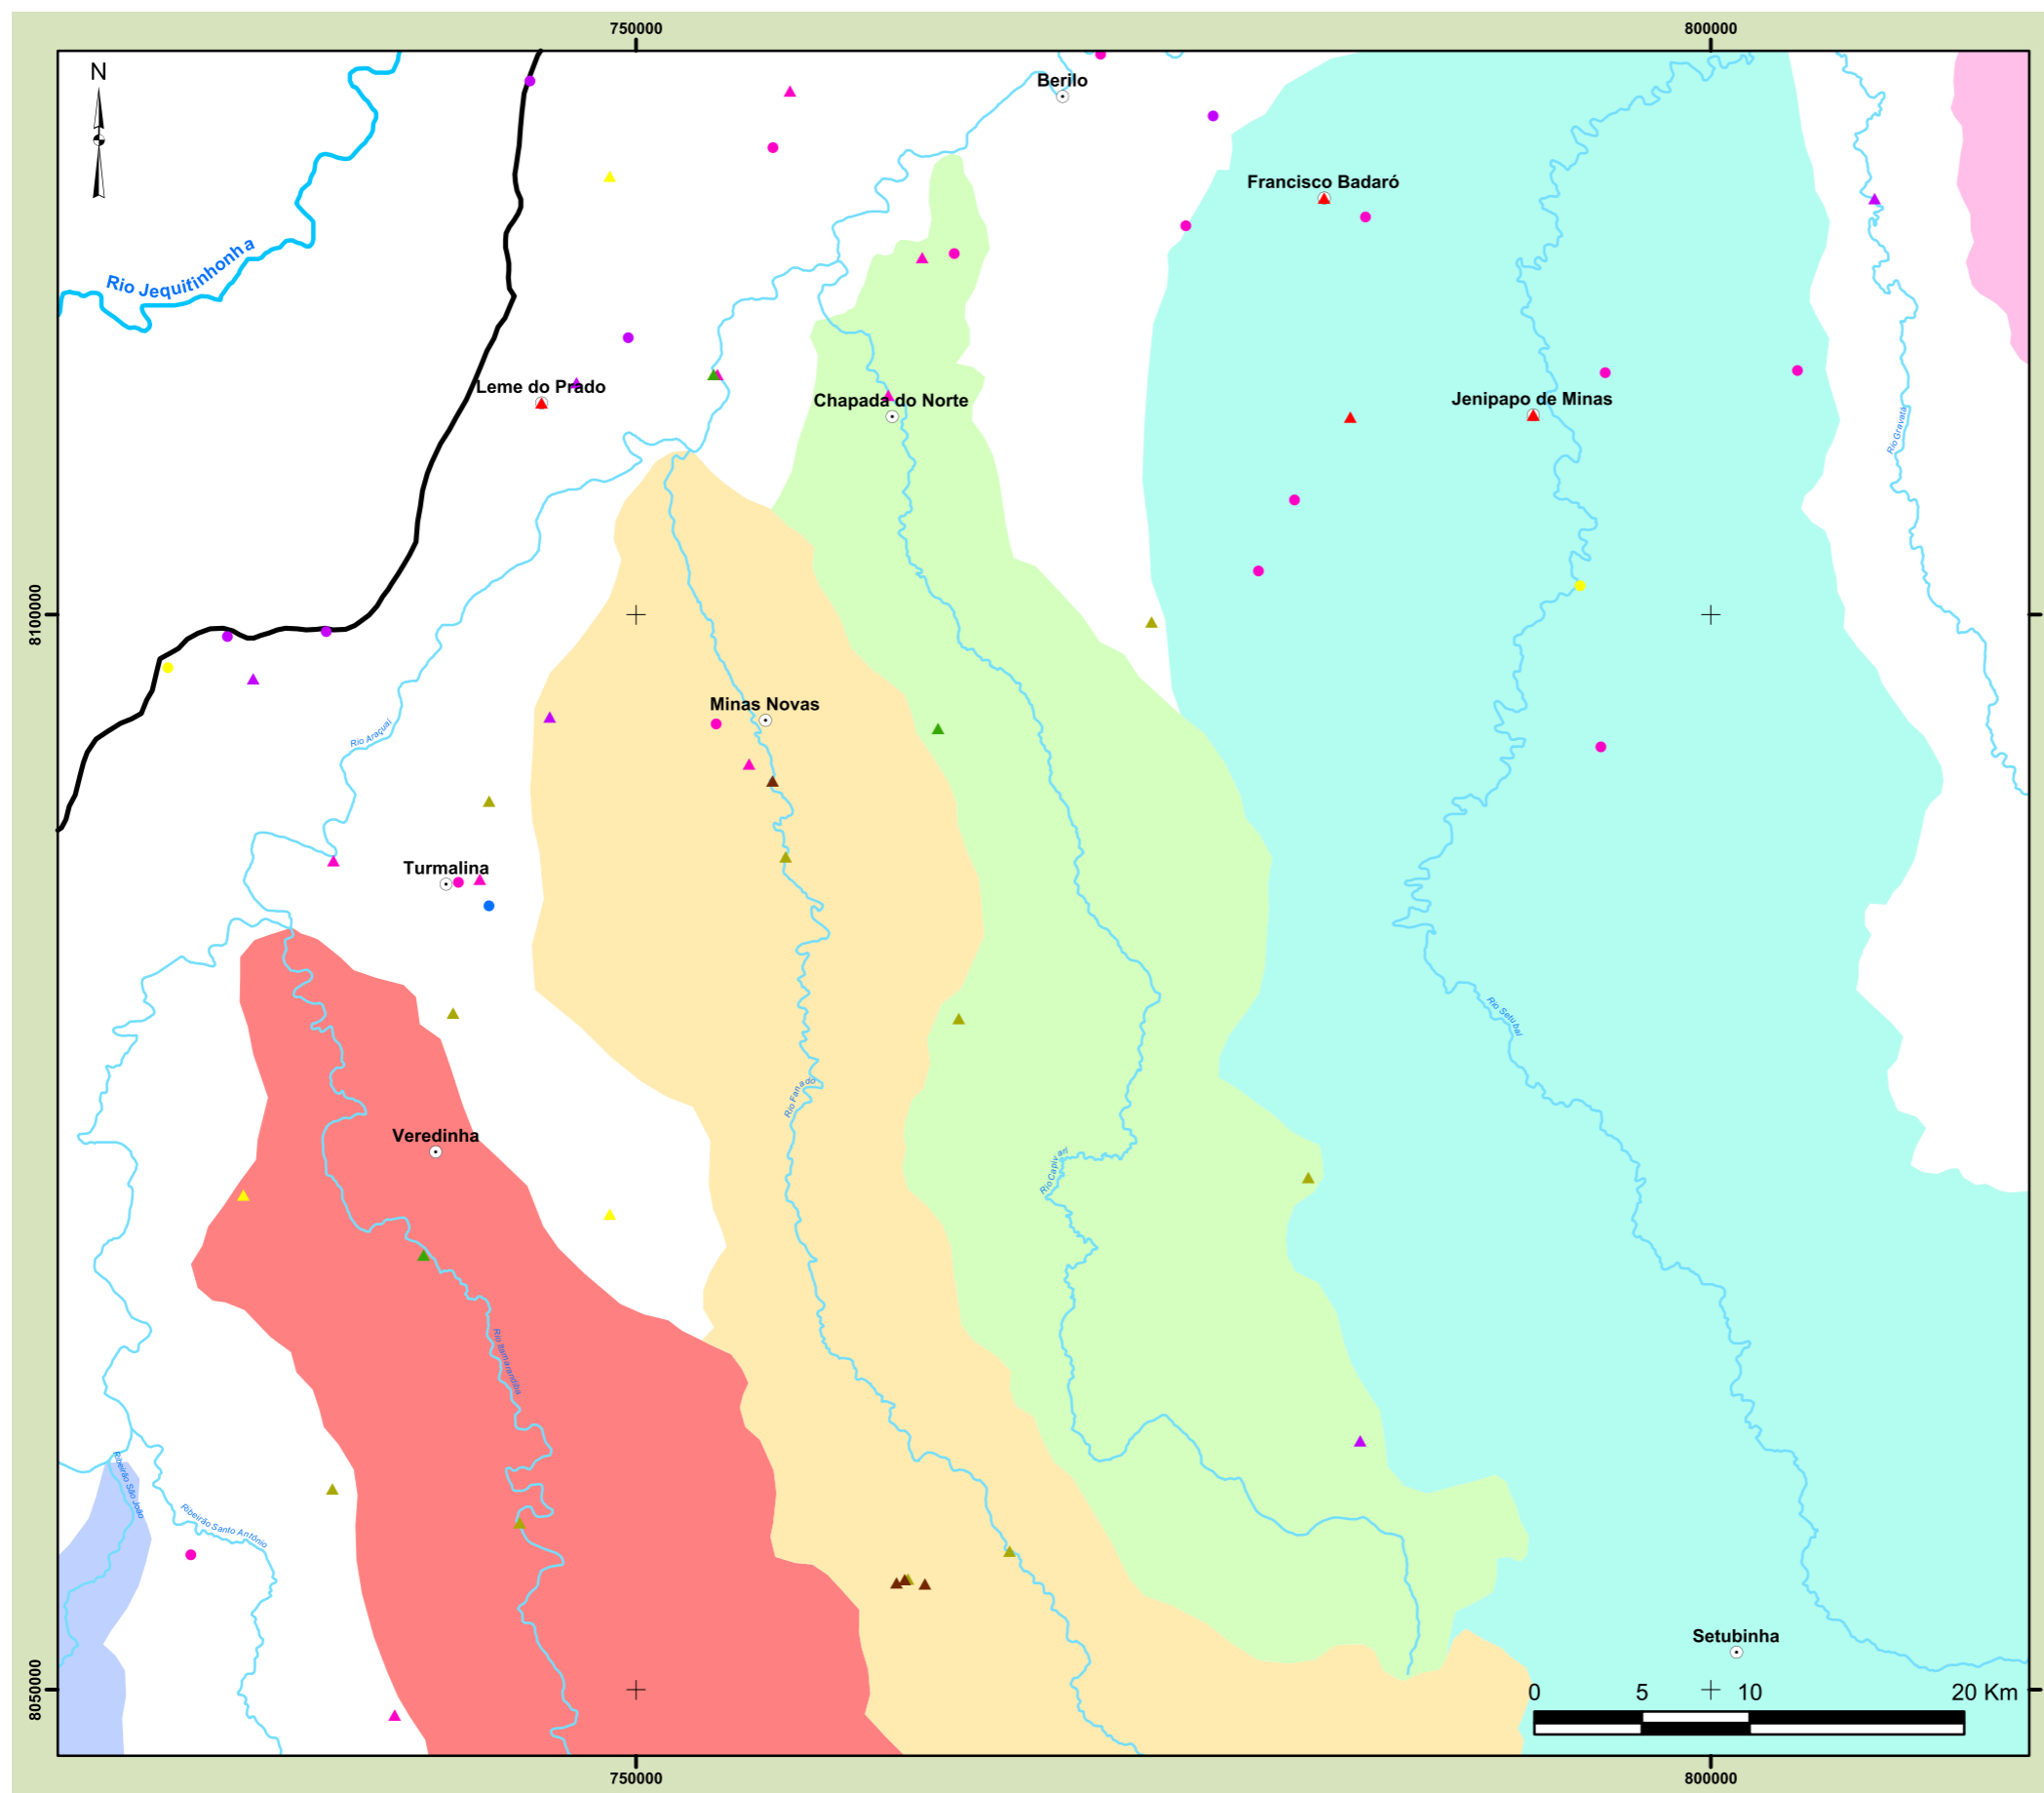 750000
800000
N
Berilo
Francisco Badaró
Rio Jequitinhonha
Leme do Prado
Chapada do Norte
Jenipapo de Minas
Rio Gravatá
8100000
Minas Novas
Rio Araçuaí
Turmalina
Rio Setubal
Rio Fanado
Veredinha
Rio Capivari
Rio Itamarandiba
Ribeirão São João
Ribeirão Santo Antônio
Setubinha
8050000
0 5 10 20 Km
750000
800000